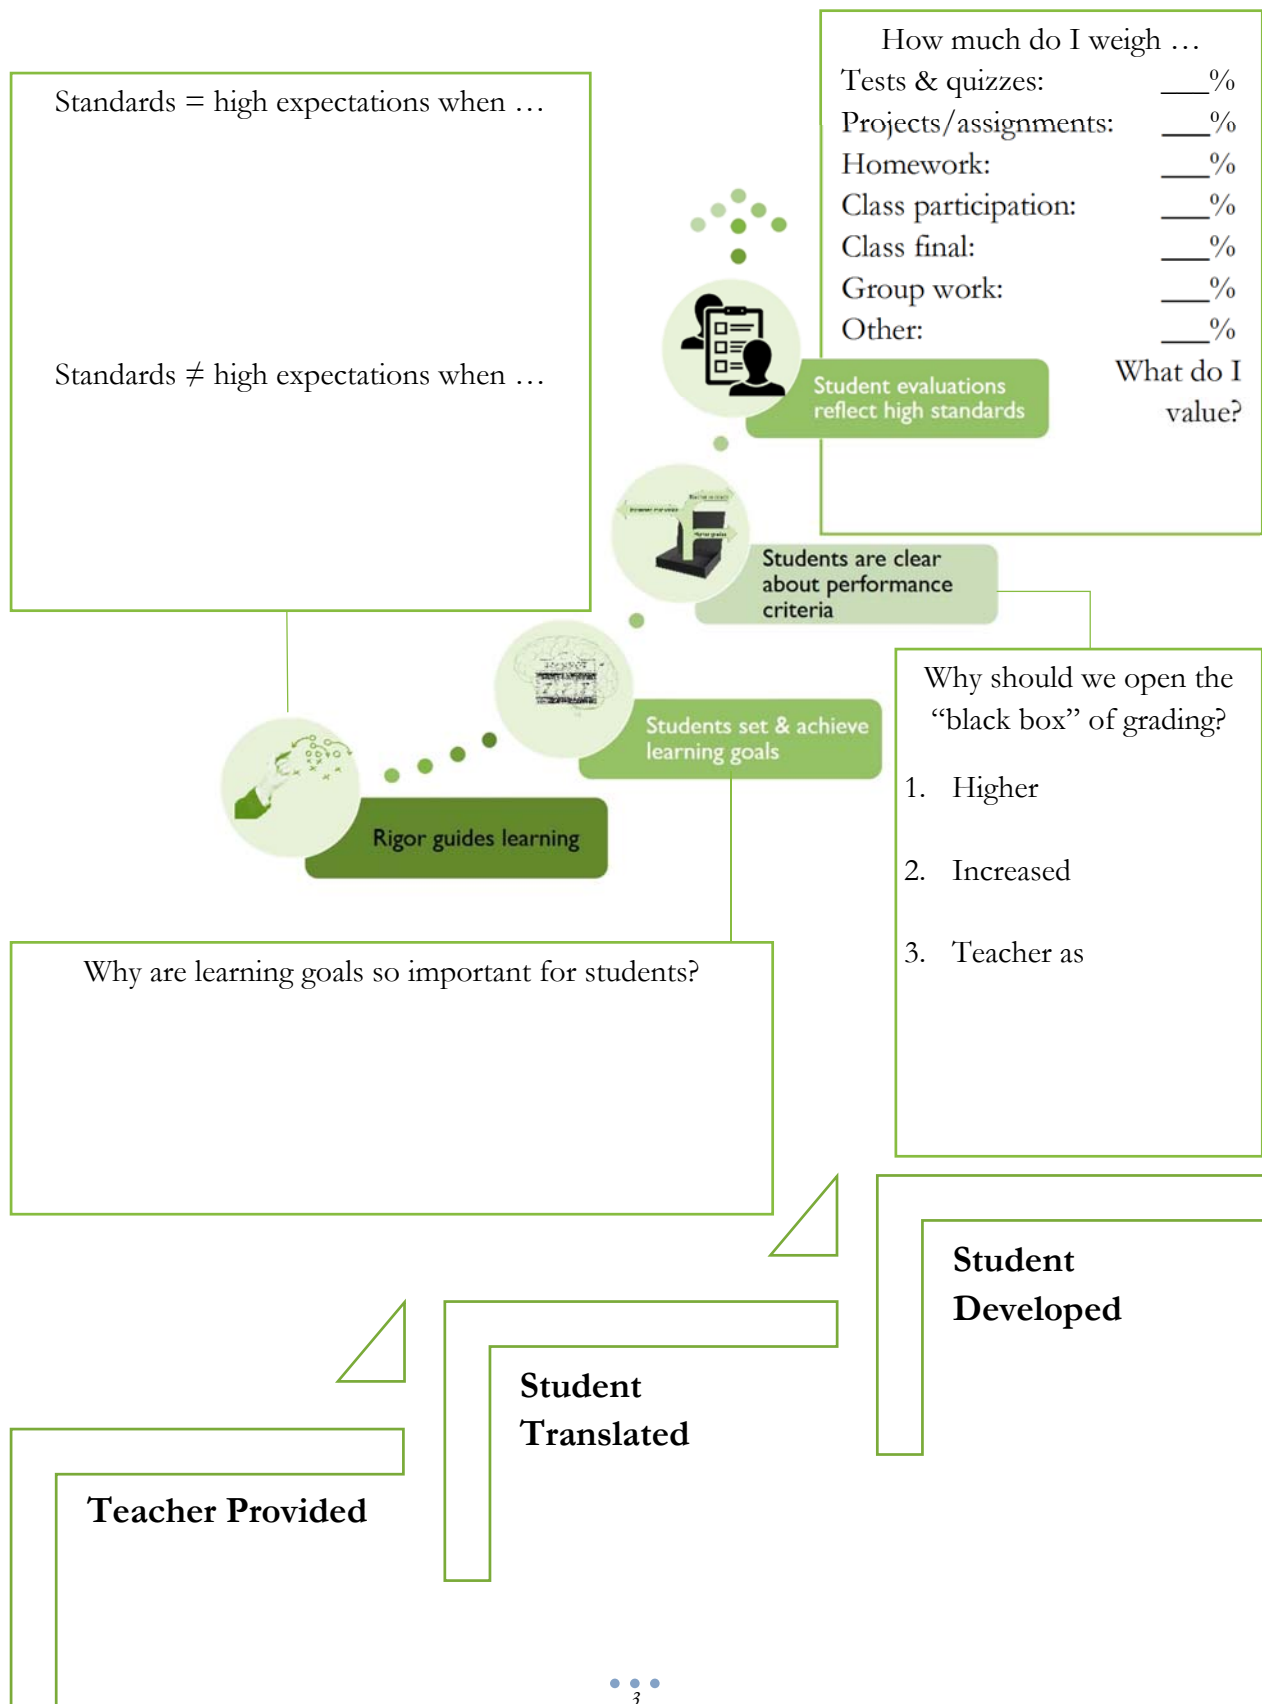 Standards = high expectations when …
Standards ≠ high expectations when …
How much do I weigh …
Tests & quizzes: ___%
Projects/assignments: ___%
Homework: ___%
Class participation: ___%
Class final: ___%
Group work: ___%
Other: ___%
What do I
value?
Student evaluations
reflect high standards
Students are clear
about performance
criteria
Students set & achieve
learning goals
Rigor guides learning
Why should we open the
“black box” of grading?
1. Higher
2. Increased
3. Teacher as
Why are learning goals so important for students?
Student
Developed
Student
Translated
Teacher Provided
3